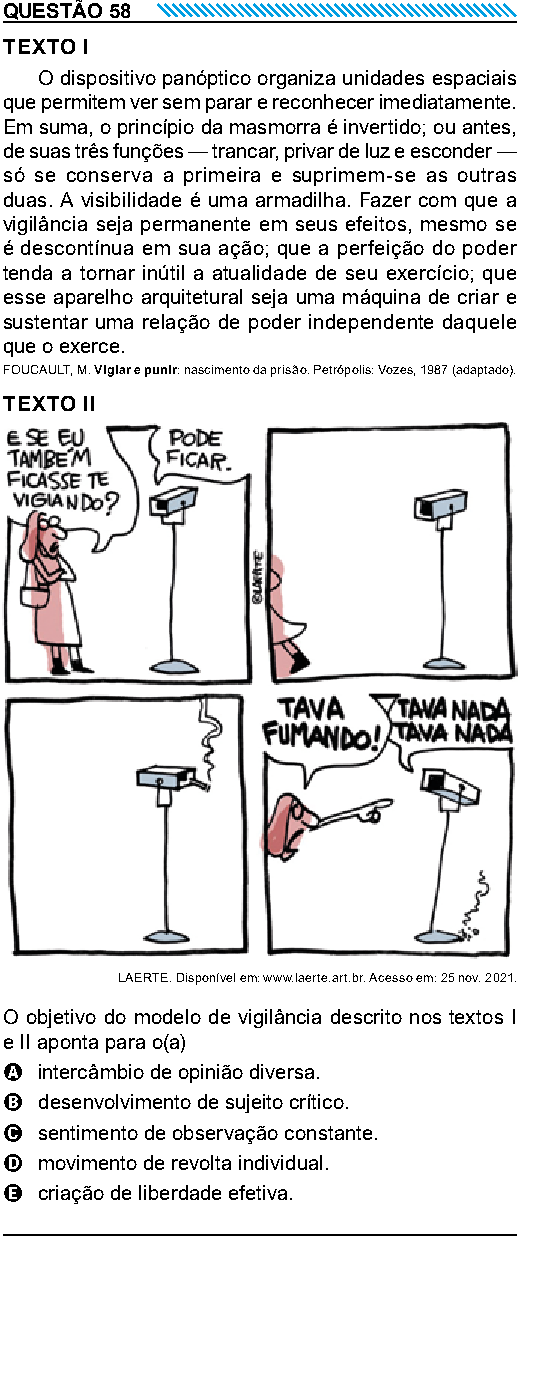 QUESTÃO 58
TEXTO I
O dispositivo panóptico organiza unidades espaciais
que permitem ver sem parar e reconhecer imediatamente.
Em suma, o princípio da masmorra é invertido; ou antes,
de suas três funções — trancar, privar de luz e esconder —
só se conserva a primeira e suprimem-se as outras
duas. A visibilidade é uma armadilha. Fazer com que a
vigilância seja permanente em seus efeitos, mesmo se
é descontínua em sua ação; que a perfeição do poder
tenda a tornar inútil a atualidade de seu exercício; que
esse aparelho arquitetural seja uma máquina de criar e
sustentar uma relação de poder independente daquele
que o exerce.
FOUCAULT, M. Vigiar e punir: nascimento da prisão. Petrópolis: Vozes, 1987 (adaptado).
TEXTO II
E SE EU
TAMBÉM
FICASSE TE
VIGIANDO?
PODE
FICAR.
©LAERTE
TAVA
FUMANDO!
TAVA NADA
TAVA NADA
LAERTE. Disponível em: www.laerte.art.br. Acesso em: 25 nov. 2021.
O objetivo do modelo de vigilância descrito nos textos I
e II aponta para o(a)
A intercâmbio de opinião diversa.
B desenvolvimento de sujeito crítico.
C sentimento de observação constante.
D movimento de revolta individual.
E criação de liberdade efetiva.